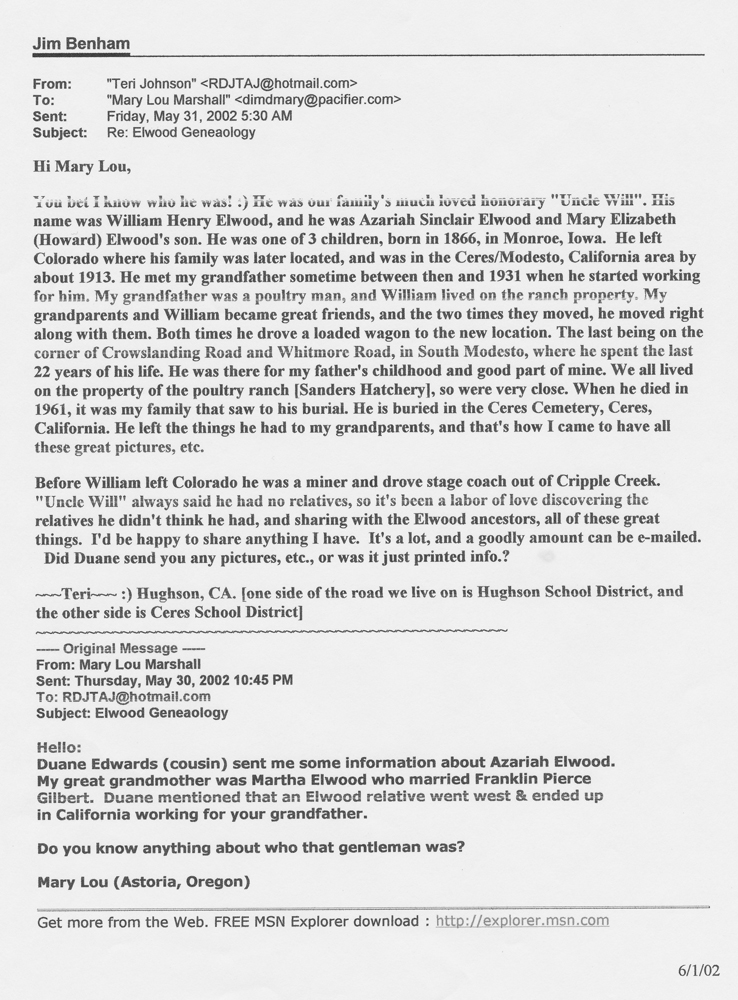 Jim Benham
From: "Teri Johnson" <RDJTAJ@hotmail.com>
To: "Mary Lou Marshall" <dimdmary@pacifier.com>
Sent: Friday, May 31, 2002 5:30 AM
Subject: Re: Elwood Geneaology
Hi Mary Lou,
You bet I know who he was! :) He was our family's much loved honorary "Uncle Will". His
name was William Henry Elwood, and he was Azariah Sinclair Elwood and Mary Elizabeth
(Howard) Elwood's son. He was one of 3 children, born in 1866, in Monroe, Iowa. He left
Colorado where his family was later located, and was in the Ceres/Modesto, California area by
about 1913. He met my grandfather sometime between then and 1931 when he started working
for him. My grandfather was a poultry man, and William lived on the ranch property. My
grandparents and William became great friends, and the two times they moved, he moved right
along with them. Both times he drove a loaded wagon to the new location. The last being on the
corner of Crowslanding Road and Whitmore Road, in South Modesto, where he spent the last
22 years of his life. He was there for my father's childhood and good part of mine. We all lived
on the property of the poultry ranch [Sanders Hatchery], so were very close. When he died in
1961, it was my family that saw to his burial. He is buried in the Ceres Cemetery, Ceres,
California. He left the things he had to my grandparents, and that's how I came to have all
these great pictures, etc.
Before William left Colorado he was a miner and drove stage coach out of Cripple Creek.
"Uncle Will" always said he had no relatives, so it's been a labor of love discovering the
relatives he didn't think he had, and sharing with the Elwood ancestors, all of these great
things. I'd be happy to share anything I have. It's a lot, and a goodly amount can be e-mailed.
Did Duane send you any pictures, etc., or was it just printed info.?
~~~Teri~~~ :) Hughson, CA. [one side of the road we live on is Hughson School District, and
the other side is Ceres School District]
~~~~~~~~~~~~~~~~~~~~~~~~~~~~~~~~~~~~~~~~~~~~~~~~~~~
----- Original Message -----
From: Mary Lou Marshall
Sent: Thursday, May 30, 2002 10:45 PM
To: RDJTAJ@hotmail.com
Subject: Elwood Geneaology
Hello:
Duane Edwards (cousin) sent me some information about Azariah Elwood.
My great grandmother was Martha Elwood who married Franklin Pierce
Gilbert. Duane mentioned that an Elwood relative went west & ended up
in California working for your grandfather.
Do you know anything about who that gentleman was?
Mary Lou (Astoria, Oregon)
Get more from the Web. FREE MSN Explorer download : http://explorer.msn.com
6/1/02